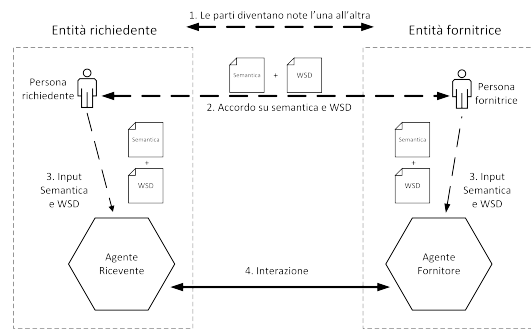 1. Le parti diventano note l'una all'altra
Entità richiedente
Entità fornitrice
Persona
richiedente
Semantica
+
WSD
Persona
fornitrice
2. Accordo su semantica e WSD
3. Input
Semantica
e WSD
Semantica
+
WSD
Semantica
+
WSD
3. Input
Semantica
e WSD
Agente
Ricevente
4. Interazione
Agente
Fornitore